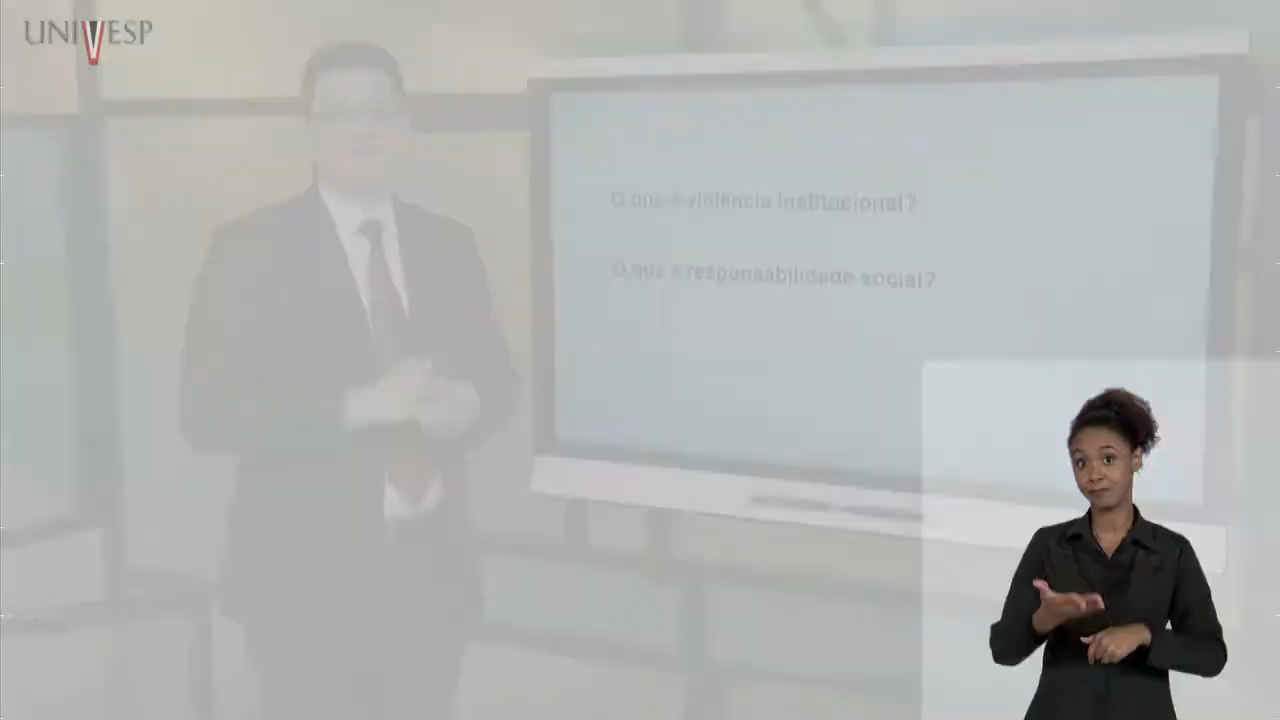 UNIVESP
O que é violência institucional?
O que é responsabilidade social?